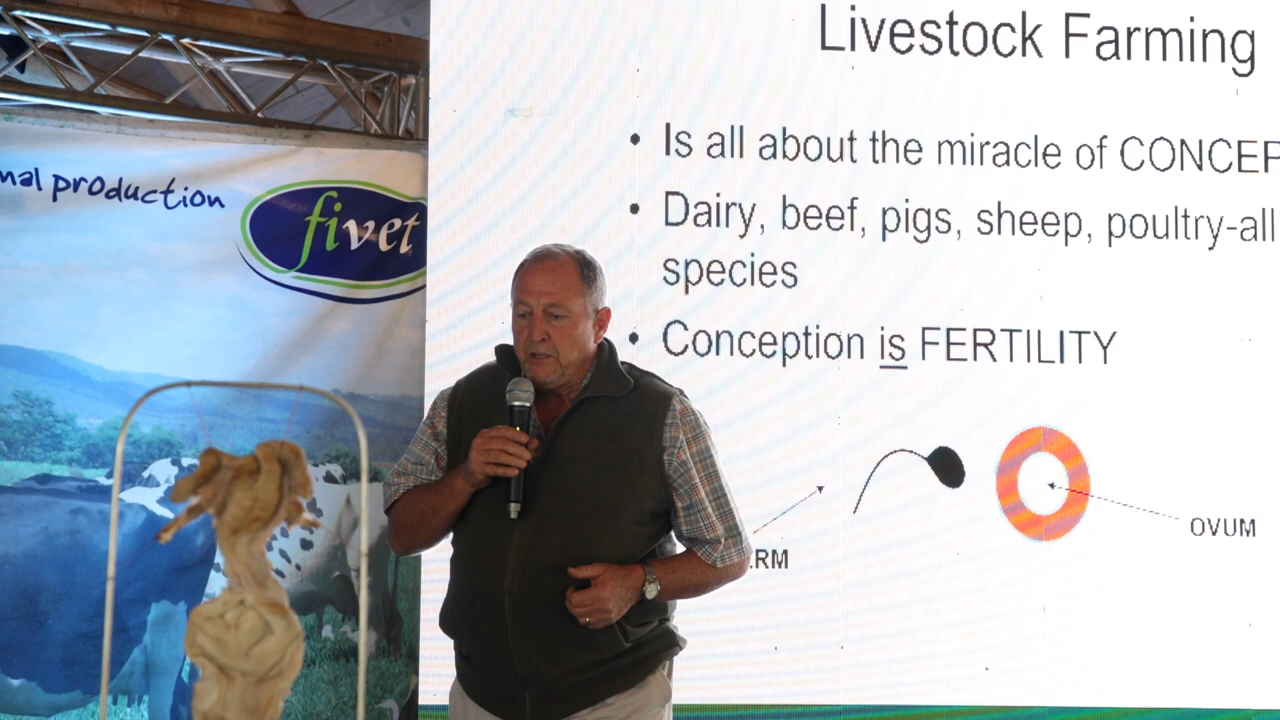 Livestock Farming
• Is all about the miracle of CONCEP
• Dairy, beef, pigs, sheep, poultry-all
species
• Conception is FERTILITY
OVUM
RM
nal production
fivet